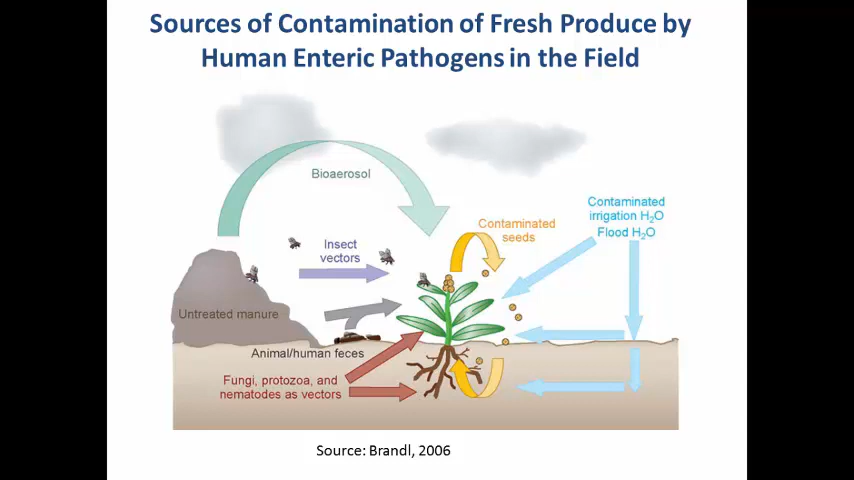 Sources of Contamination of Fresh Produce by
Human Enteric Pathogens in the Field
Bioaerosol
Contaminated
irrigation H₂O
Flood H₂O
Contaminated
seeds
Insect
vectors
Untreated manure
Animal/human feces
Fungi, protozoa, and
nematodes as vectors
Source: Brandl, 2006